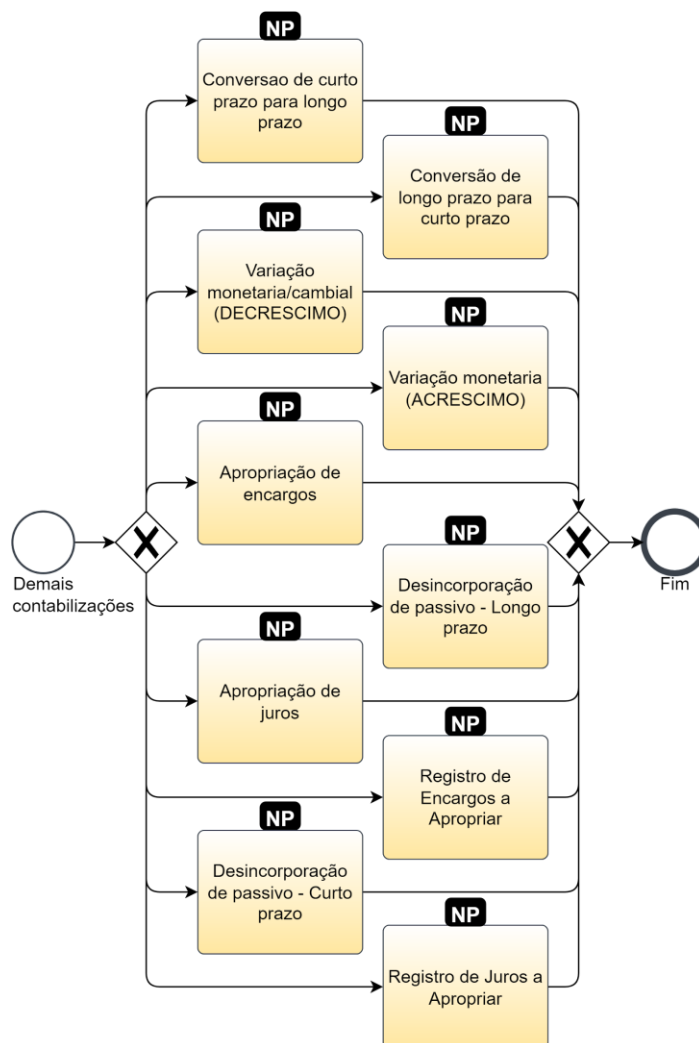 NP
Conversao de curto
prazo para longo
prazo
NP
Conversão de
longo prazo para
curto prazo
NP
Variação
monetaria/cambial
(DECRESCIMO)
NP
Variação monetaria
(ACRESCIMO)
NP
Apropriação de
encargos
Demais
contabilizações
Fim
NP
Desincorporação
de passivo - Longo
prazo
NP
Apropriação de
juros
NP
Registro de
Encargos a
Apropriar
NP
Desincorporação
de passivo - Curto
prazo
NP
Registro de Juros a
Apropriar